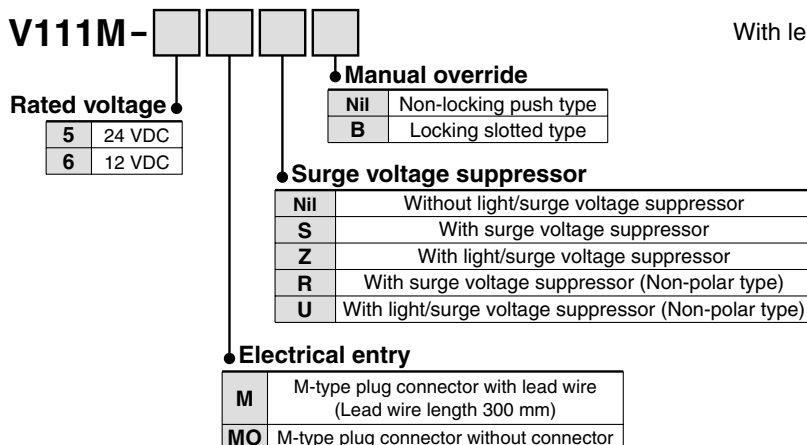 V111M-
With le
Manual override
Nil Non-locking push type
B Locking slotted type
Rated voltage
5 24 VDC
6 12 VDC
Surge voltage suppressor
Nil Without light/surge voltage suppressor
S With surge voltage suppressor
Z With light/surge voltage suppressor
R With surge voltage suppressor (Non-polar type)
U With light/surge voltage suppressor (Non-polar type)
Electrical entry
M M-type plug connector with lead wire
(Lead wire length 300 mm)
MO M-type plug connector without connector